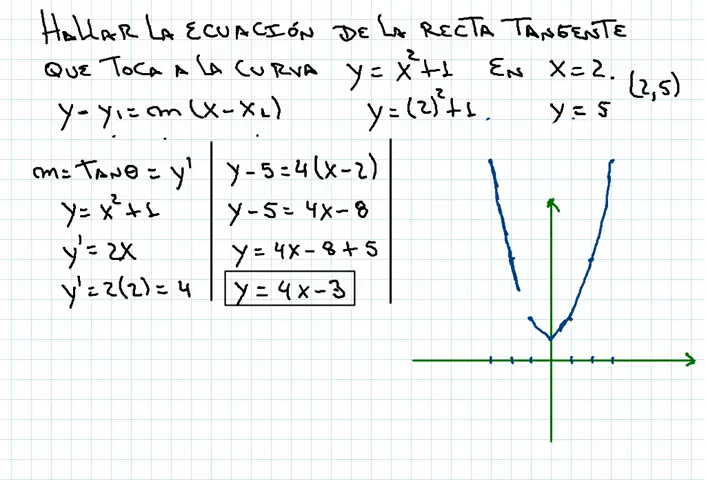 HALLAR LA ECUACIÓN DE LA RECTA TANGENTE
QUE TOCA A LA CURVA y = x²+1 EN X=2.
(2,5)
y-y₁=m(x-x₁) y=(2)²+1. y=5
m=TANθ=y'
y=x²+1
y'=2x
y'=2(2)=4
y-5=4(x-2)
y-5=4x-8
y=4x-8+5
y=4x-3